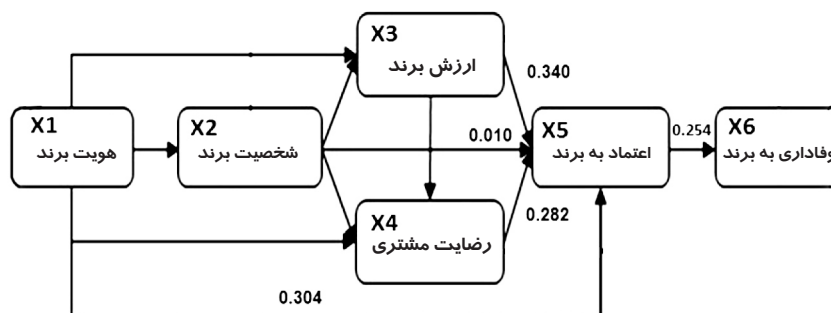 X3
ارزش برند
0.340
X1
هویت برند
X2
شخصیت برند
0.010
X5
اعتماد به برند
0.254
X6
وفاداری به برند
X4
رضایت مشتری
0.282
0.304